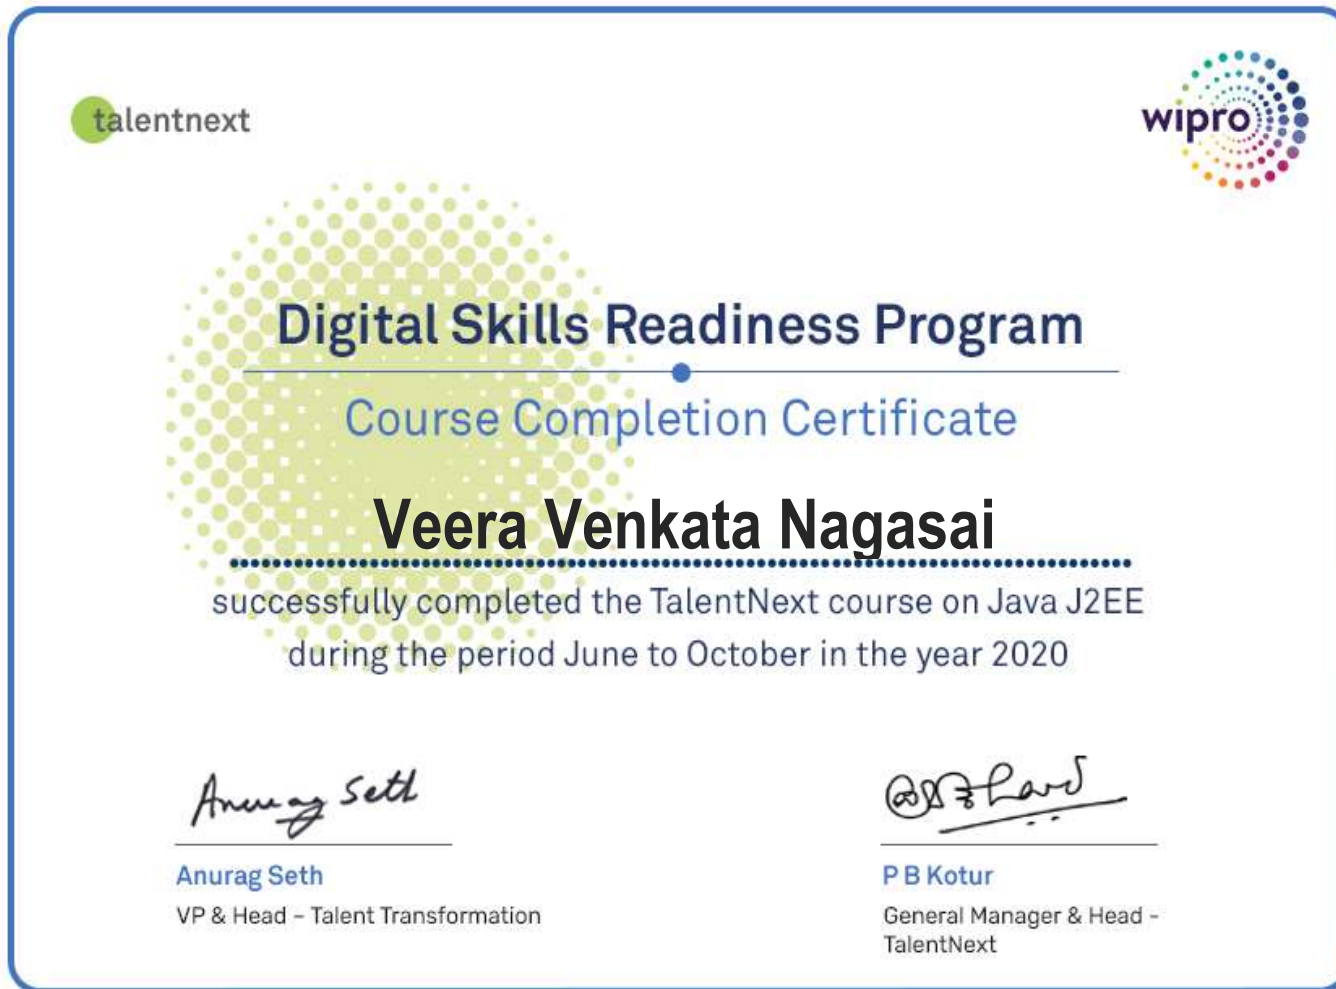 talentnext
wipro
Digital Skills Readiness Program
Course Completion Certificate
Veera Venkata Nagasai
successfully completed the TalentNext course on Java J2EE
during the period June to October in the year 2020
Anurag Seth
Anurag Seth
VP & Head – Talent Transformation
P B Kotur
General Manager & Head -
TalentNext